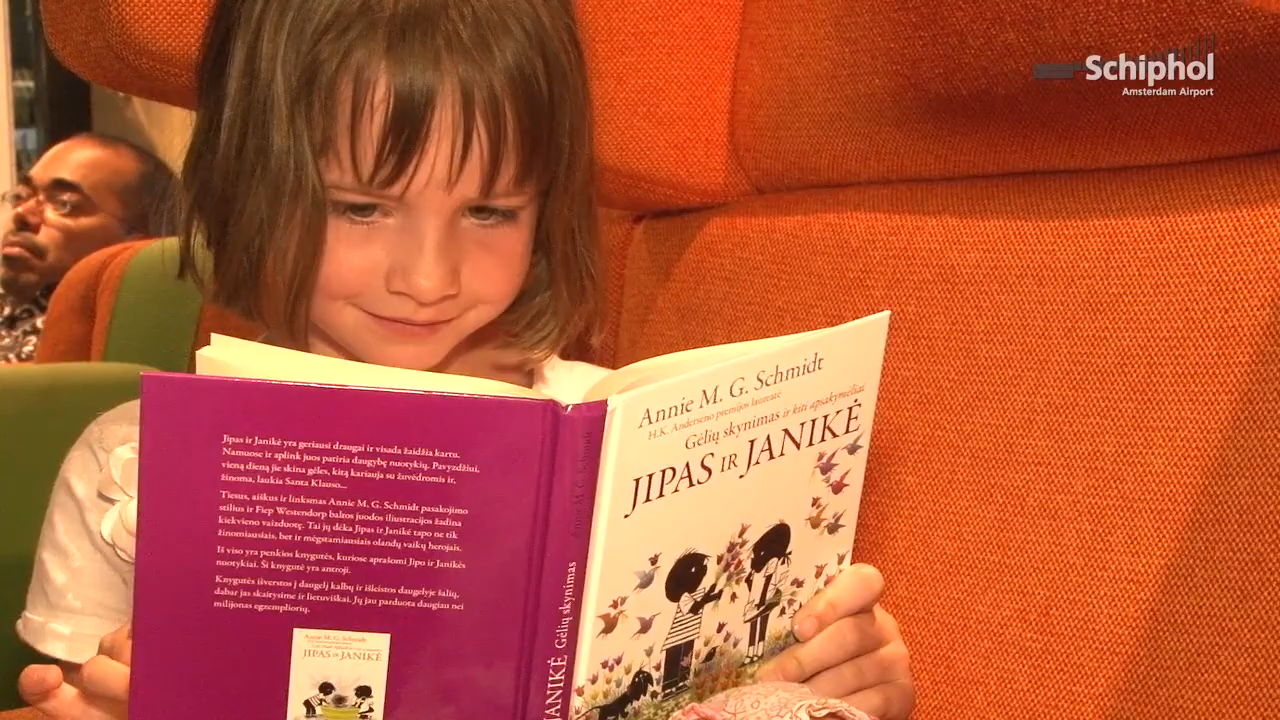 Schiphol
Amsterdam Airport
Annie M. G. Schmidt
H.K. Anderseno premijos laureatė
Gėlių skynimas ir kiti apsakymėliai
JIPAS IR JANIKĖ
Jipas ir Janikė yra geriausi draugai ir visada žaidžia kartu.
Namuose ir aplink juos patiria daugybę nuotykių. Pavyzdžiui,
vieną dieną jie skina gėles, kitą kariauja su žuvėdromis ir,
žinoma, laukia Santa Klauso...
Tiesus, aiškus ir linksmas Annie M. G. Schmidt pasakojimo
stilius ir Fiep Westendorp baltos juodos iliustracijos žadina
kiekvieno vaizduotę. Tai jų dėka Jipas ir Janikė tapo ne tik
žinomiausiais, bet ir mėgstamiausiais olandų vaikų herojais.
Iš viso yra penkios knygutės, kuriose aprašomi Jipo ir Janikės
nuotykiai. Ši knygutė yra antroji.
Knygutės išverstos į daugelį kalbų ir išleistos daugelyje šalių,
dabar jas skaitysime ir lietuviškai. Jų jau parduota daugiau nei
milijonas egzempliorių.
Annie M. G. Schmidt
JIPAS IR JANIKĖ
Annie M. G. Schmidt
Gėlių skynimas
JANIKĖ